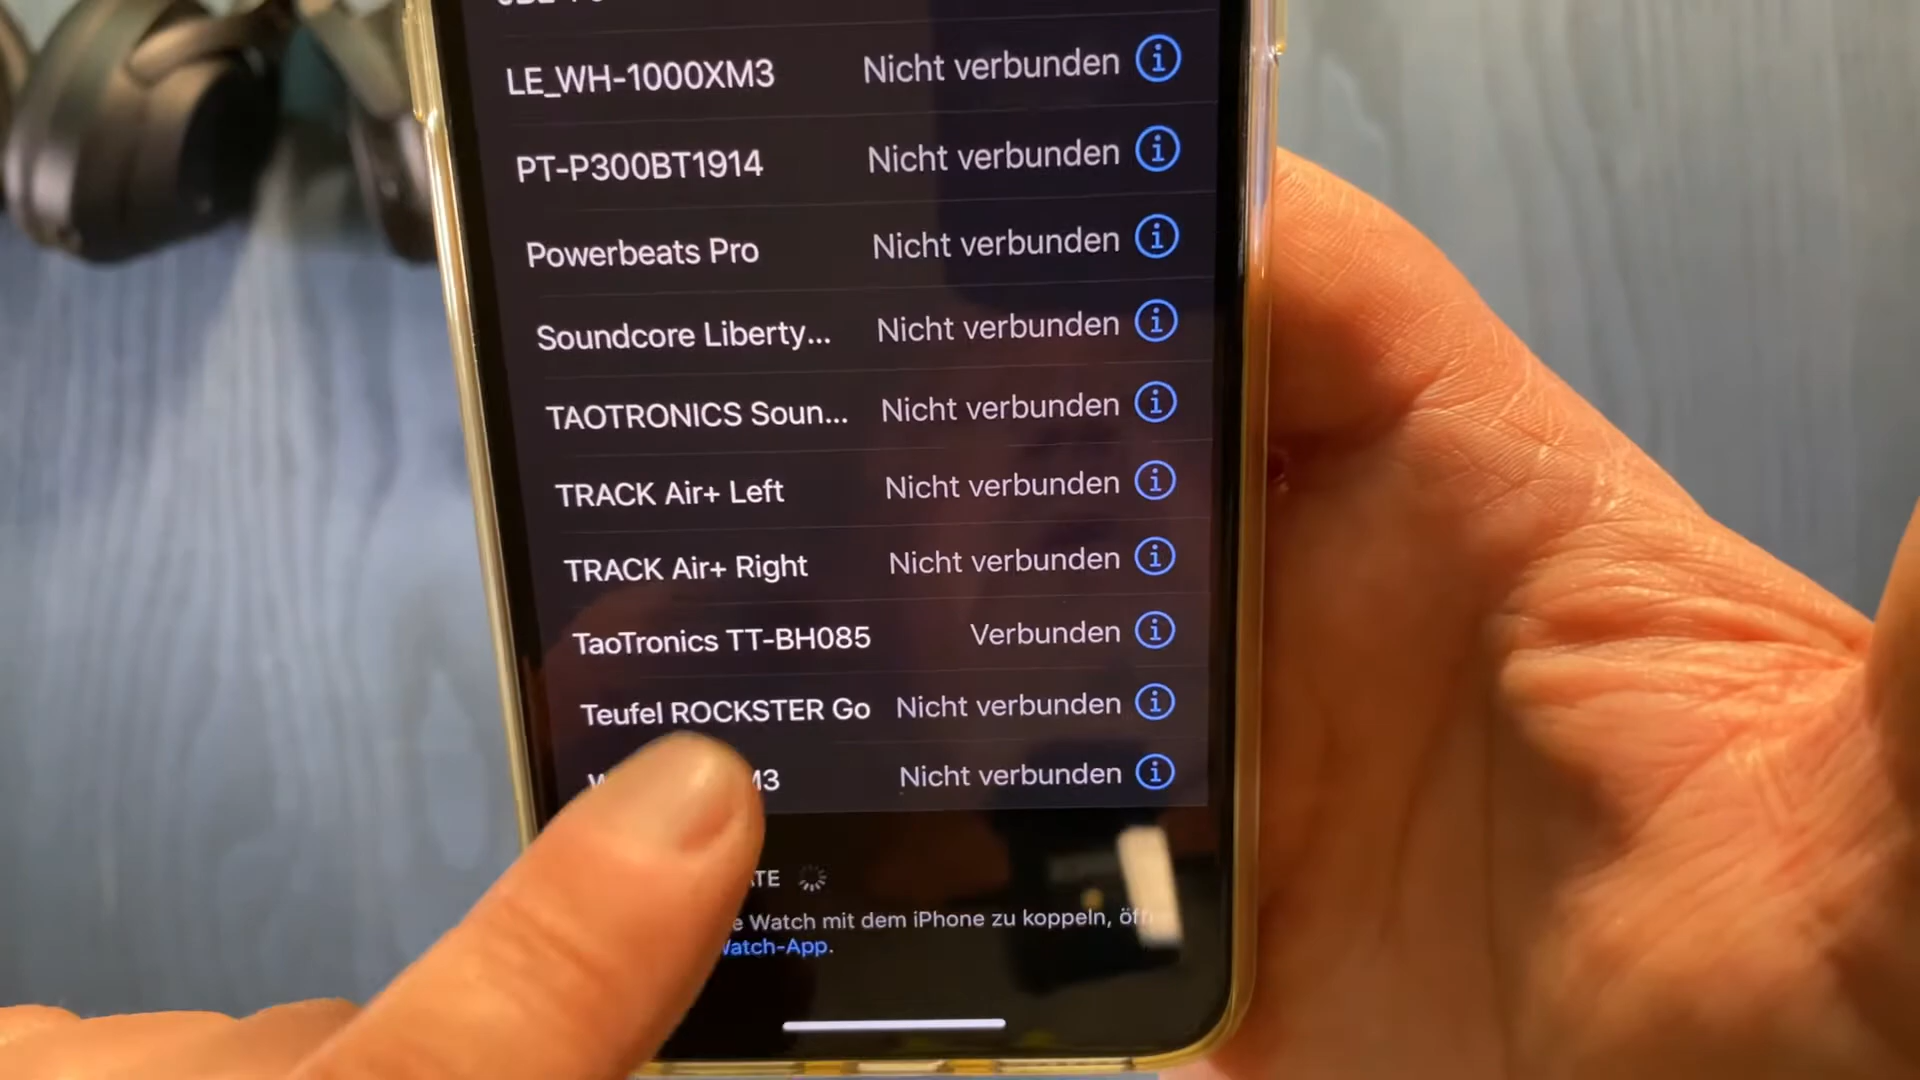 LE_WH-1000XM3 Nicht verbunden
PT-P300BT1914 Nicht verbunden
Powerbeats Pro Nicht verbunden
Soundcore Liberty... Nicht verbunden
TAOTRONICS Soun... Nicht verbunden
TRACK Air+ Left Nicht verbunden
TRACK Air+ Right Nicht verbunden
TaoTronics TT-BH085 Verbunden
Teufel ROCKSTER Go Nicht verbunden
Nicht verbunden
Watch mit dem iPhone zu koppeln,
Watch-App.